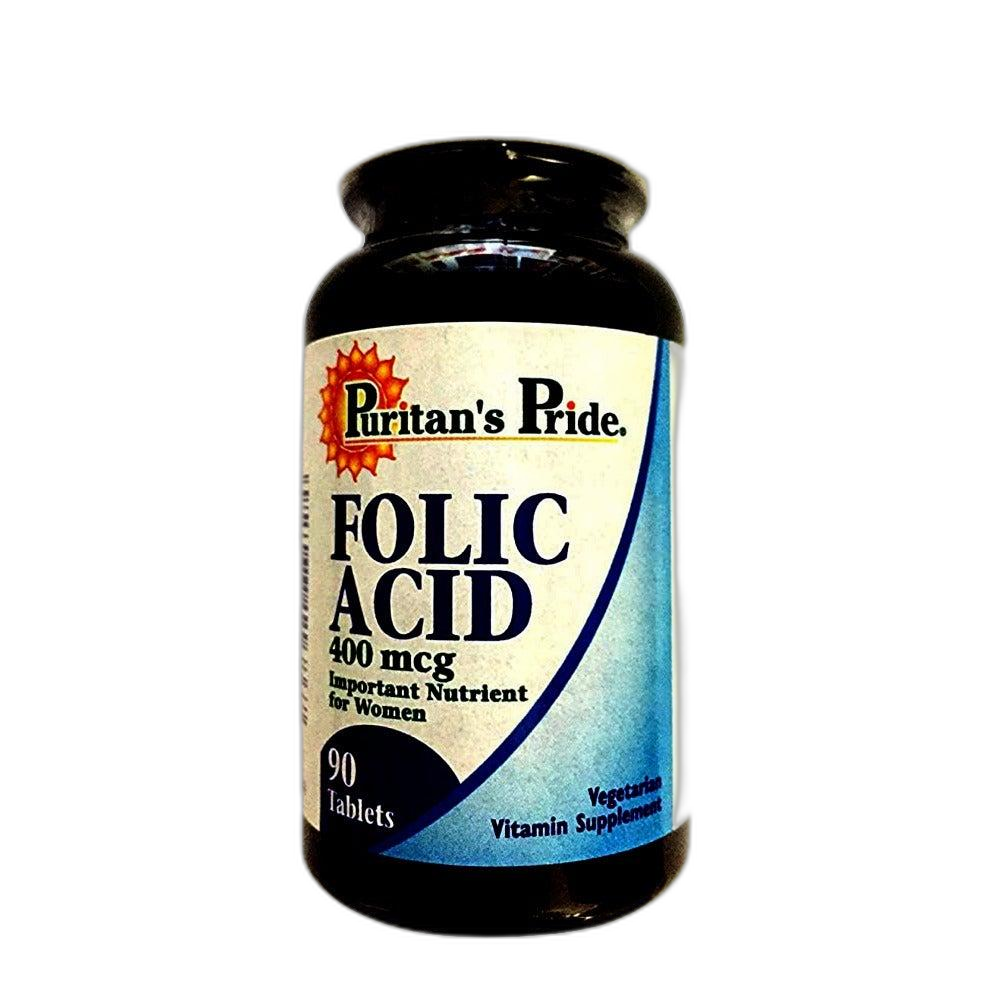 Puritan's Pride.
FOLIC
ACID
400 mcg
Important Nutrient
for Women
90
Tablets
Vegetarian
Vitamin Supplement